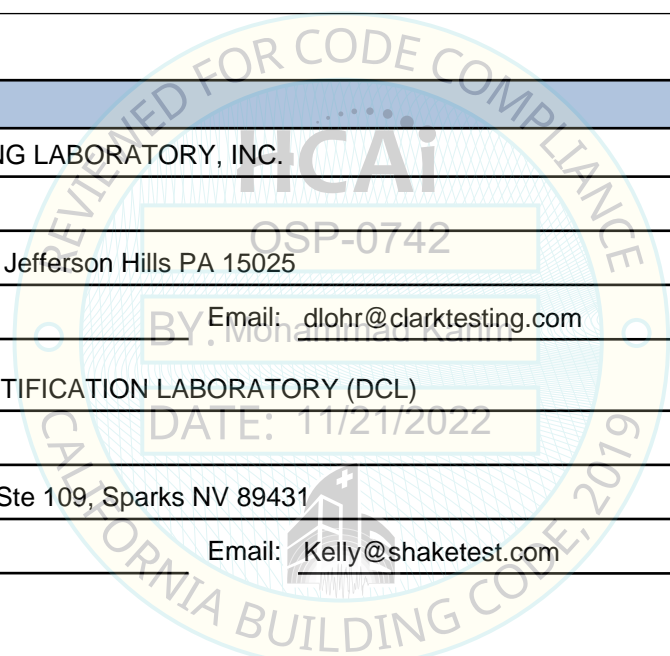 REVIEWED FOR CODE COMPLIANCE
HCAi
NG LABORATORY, INC.
OSP-0742
Jefferson Hills PA 15025
Email: dlohr@clarktesting.com
BY: Mohammad Karim
TIFICATION LABORATORY (DCL)
DATE: 11/21/2022
Ste 109, Sparks NV 89431
Email: Kelly@shaketest.com
CALIFORNIA BUILDING CODE, 2019